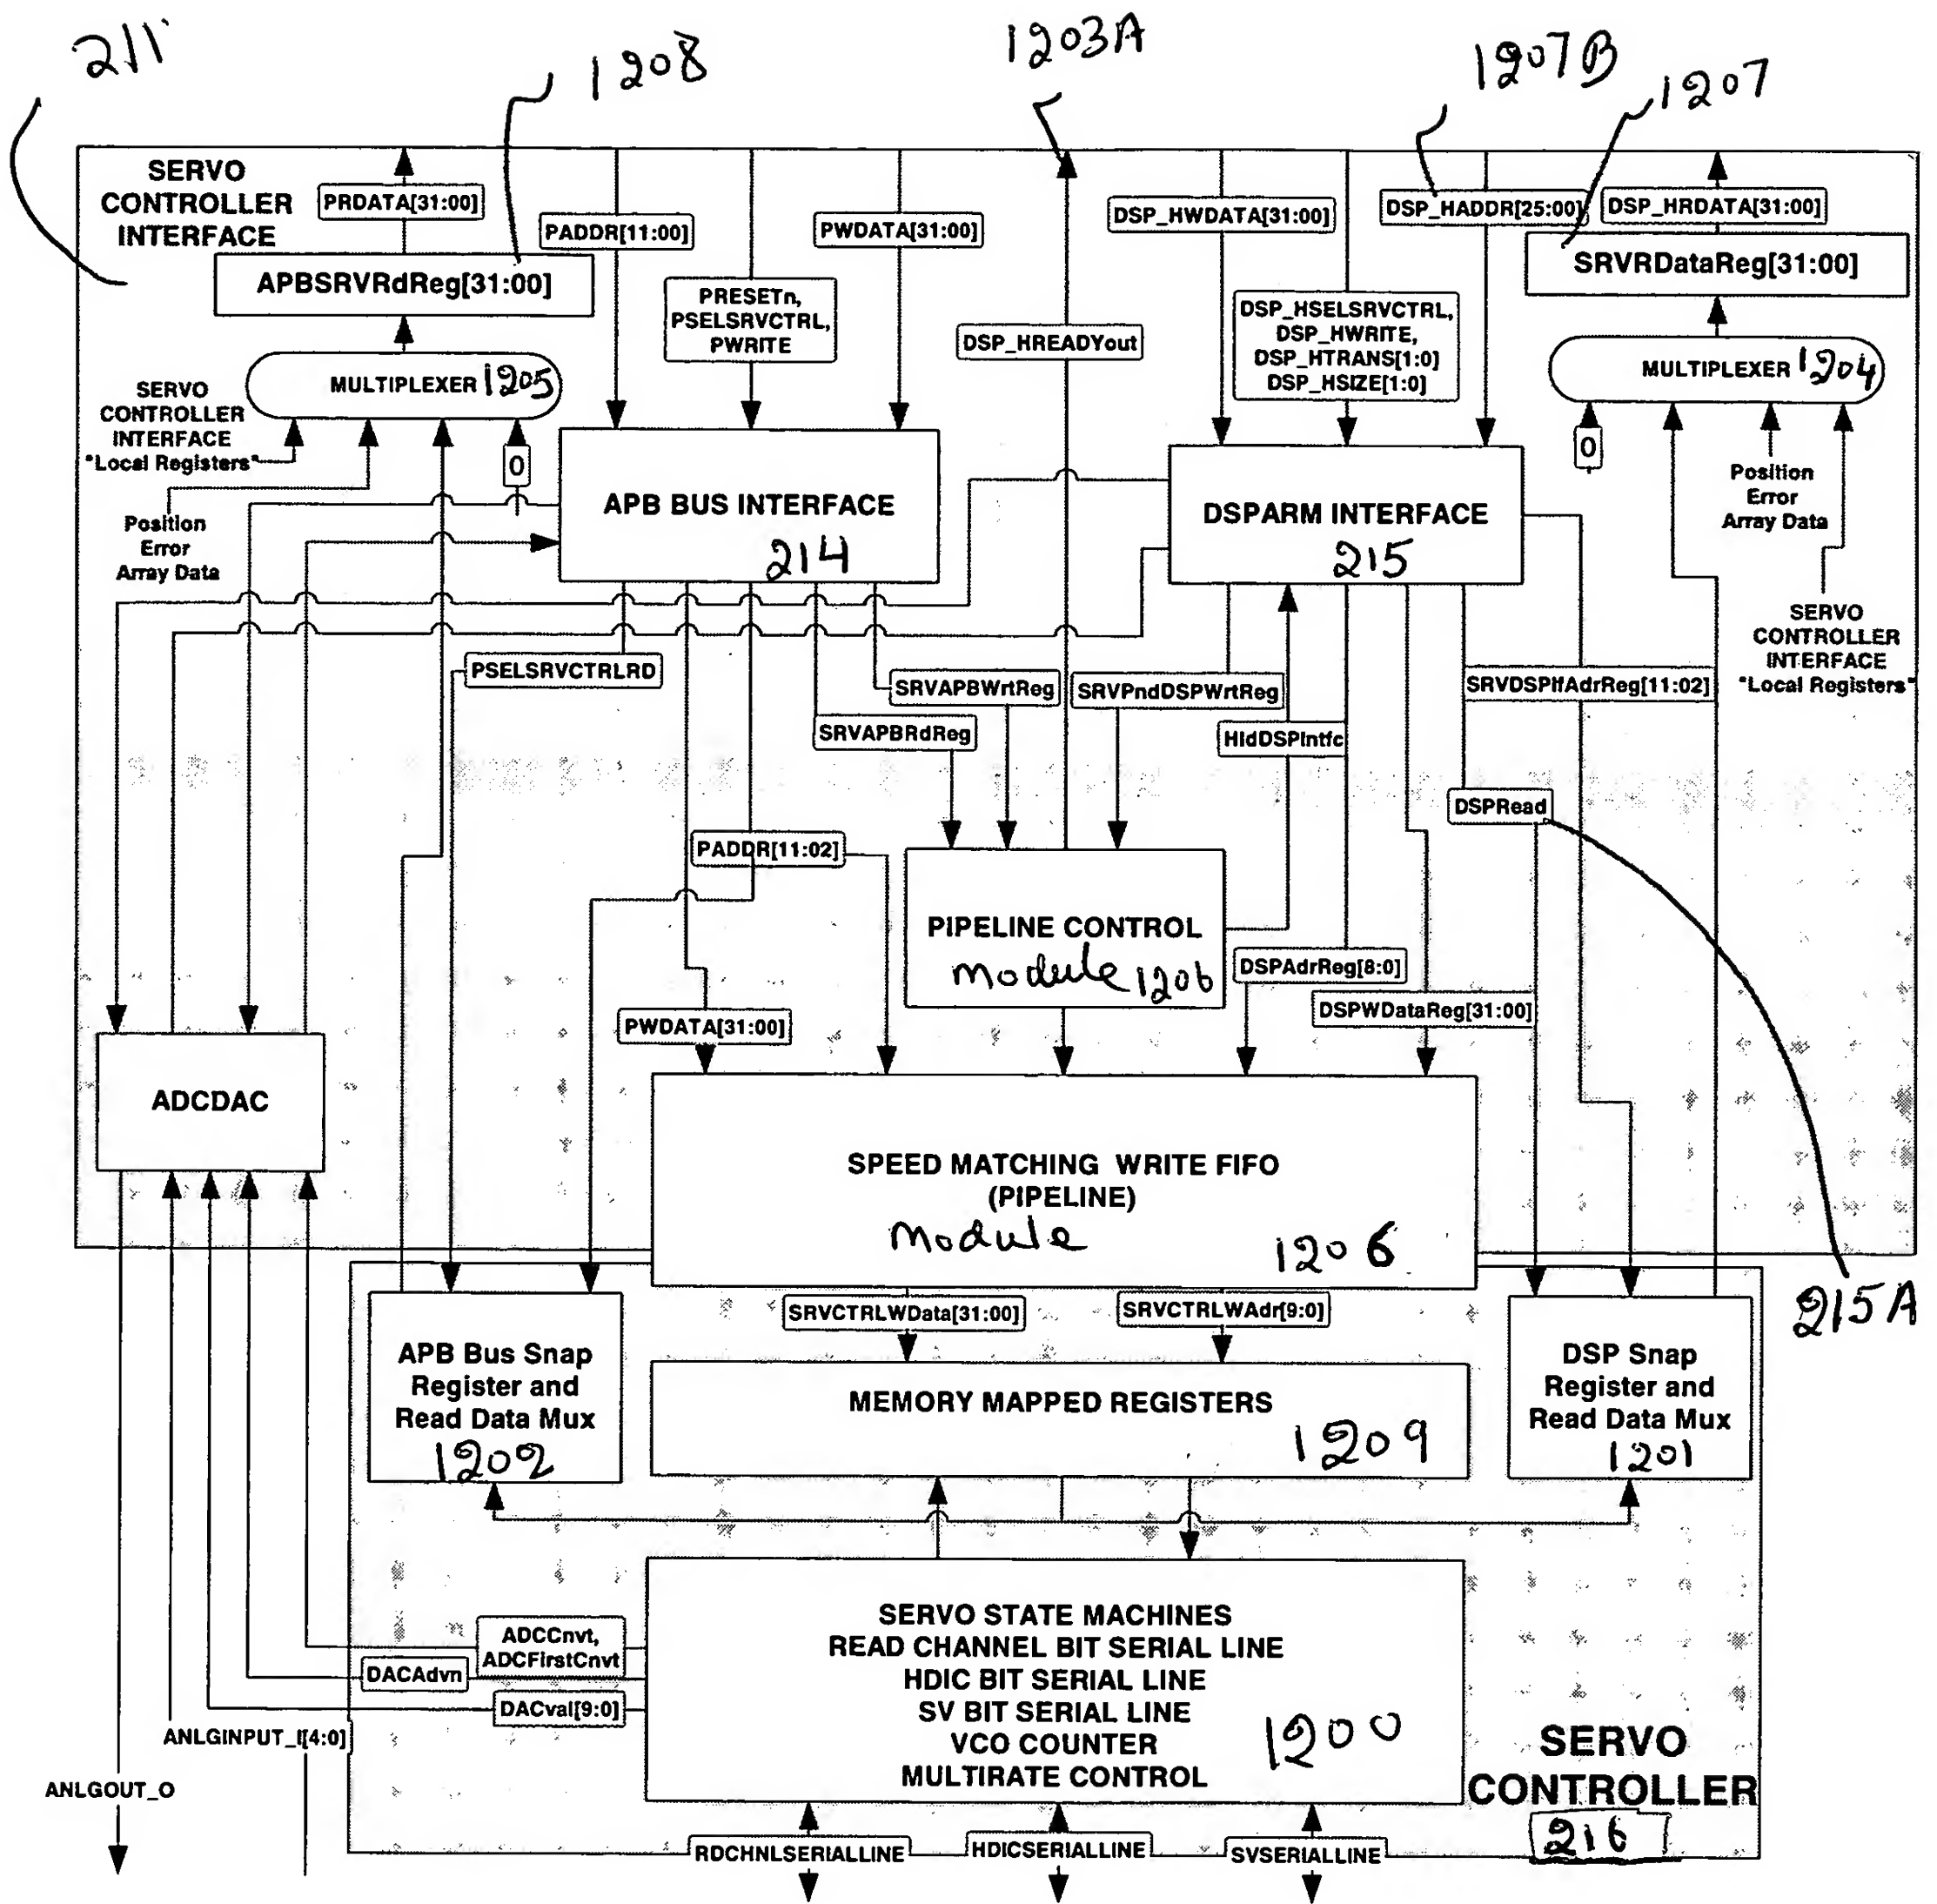 211
1208
1203A
1207B
1207
SERVO
CONTROLLER
INTERFACE
PRDATA[31:00]
PADDR[11:00]
PWDATA[31:00]
DSP_HWDATA[31:00]
DSP_HADDR[25:00]
DSP_HRDATA[31:00]
APBSRVRdReg[31:00]
SRVRDataReg[31:00]
PRESETn,
PSELSRVCTRL,
PWRITE
DSP_HREADYout
DSP_HSELSRVCTRL,
DSP_HWRITE,
DSP_HTRANS[1:0]
DSP_HSIZE[1:0]
MULTIPLEXER 1205
MULTIPLEXER 1204
SERVO
CONTROLLER
INTERFACE
"Local Registers"
0
0
Position
Error
Array Data
Position
Error
Array Data
APB BUS INTERFACE
214
DSPARM INTERFACE
215
SERVO
CONTROLLER
INTERFACE
"Local Registers"
PSELSRVCTRLRD
SRVAPBWrtReg
SRVPndDSPWrtReg
SRVDSPIfAdrReg[11:02]
SRVAPBRdReg
HldDSPIntfc
DSPRead
PADDR[11:02]
PIPELINE CONTROL
module 1206
DSPAdrReg[8:0]
DSPWDataReg[31:00]
PWDATA[31:00]
ADCDAC
SPEED MATCHING WRITE FIFO
(PIPELINE)
module
1206
215A
SRVCTRLWData[31:00]
SRVCTRLWAdr[9:0]
APB Bus Snap
Register and
Read Data Mux
1202
MEMORY MAPPED REGISTERS
1209
DSP Snap
Register and
Read Data Mux
1201
SERVO STATE MACHINES
READ CHANNEL BIT SERIAL LINE
HDIC BIT SERIAL LINE
SV BIT SERIAL LINE
VCO COUNTER
MULTIRATE CONTROL
1200
ADCCnvt,
ADCFirstCnvt
DACAdvn
DACval[9:0]
ANLGINPUT_I[4:0]
ANLGOUT_O
SERVO
CONTROLLER
216
RDCHNLSERIALLINE
HDICSERIALLINE
SVSERIALLINE